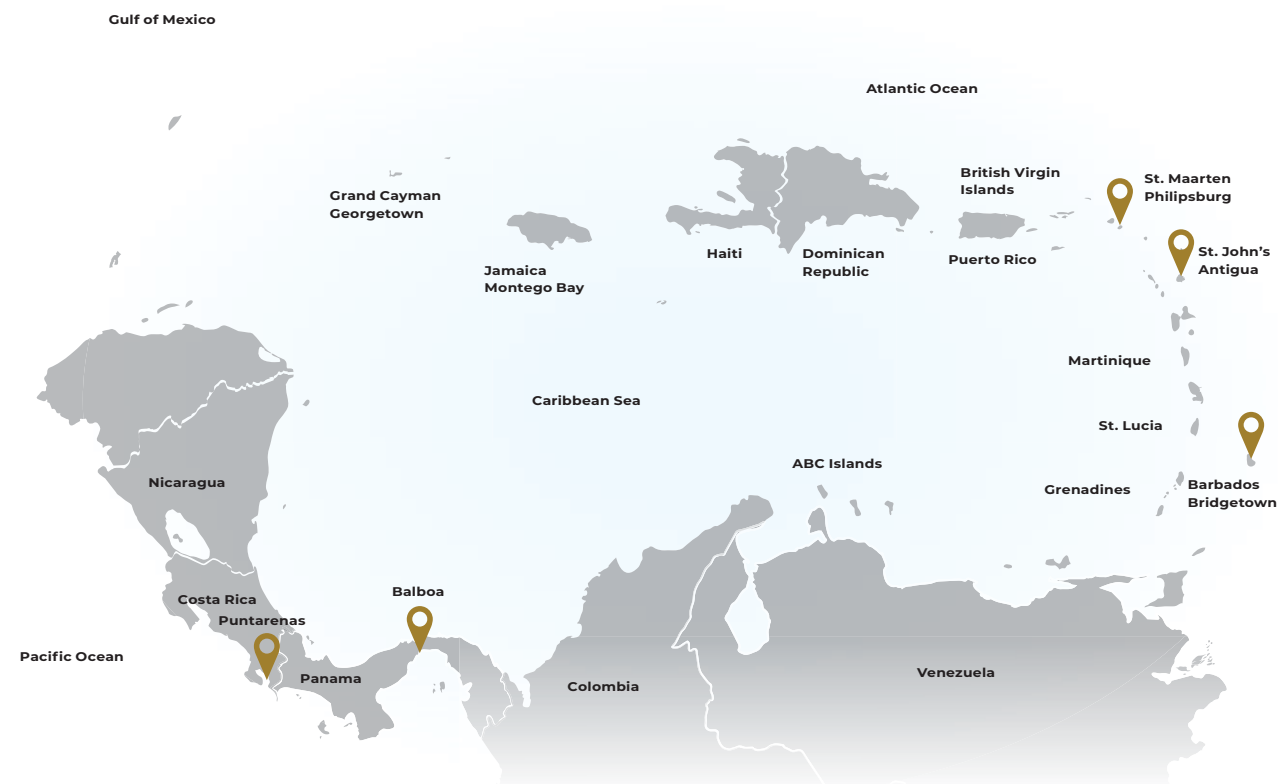 Gulf of Mexico
Atlantic Ocean
British Virgin
Islands
St. Maarten
Philipsburg
Grand Cayman
Georgetown
Haiti
Dominican
Republic
Puerto Rico
St. John’s
Antigua
Jamaica
Montego Bay
Martinique
Caribbean Sea
St. Lucia
ABC Islands
Nicaragua
Grenadines
Barbados
Bridgetown
Balboa
Costa Rica
Puntarenas
Pacific Ocean
Panama
Colombia
Venezuela